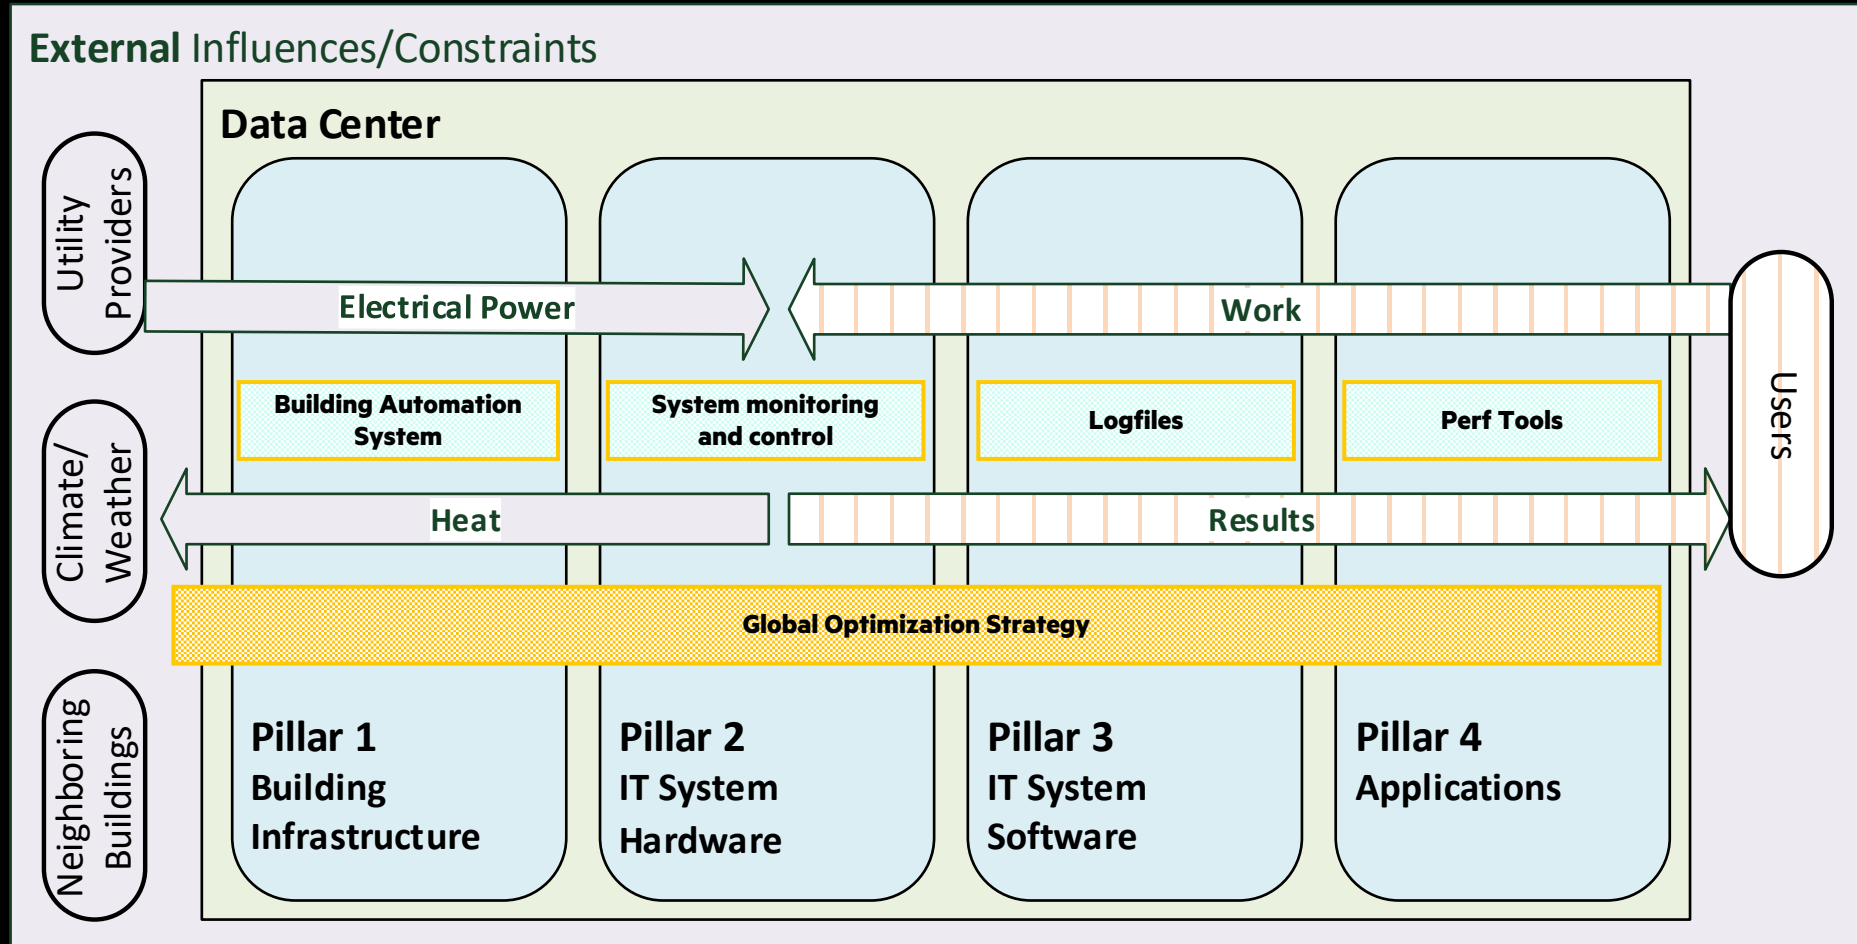 External Influences/Constraints
Data Center
Utility
Providers
Climate/
Weather
Neighboring
Buildings
Electrical Power
Work
Users
Building Automation
System
System monitoring
and control
Logfiles
Perf Tools
Heat
Results
Global Optimization Strategy
Pillar 1
Building
Infrastructure
Pillar 2
IT System
Hardware
Pillar 3
IT System
Software
Pillar 4
Applications